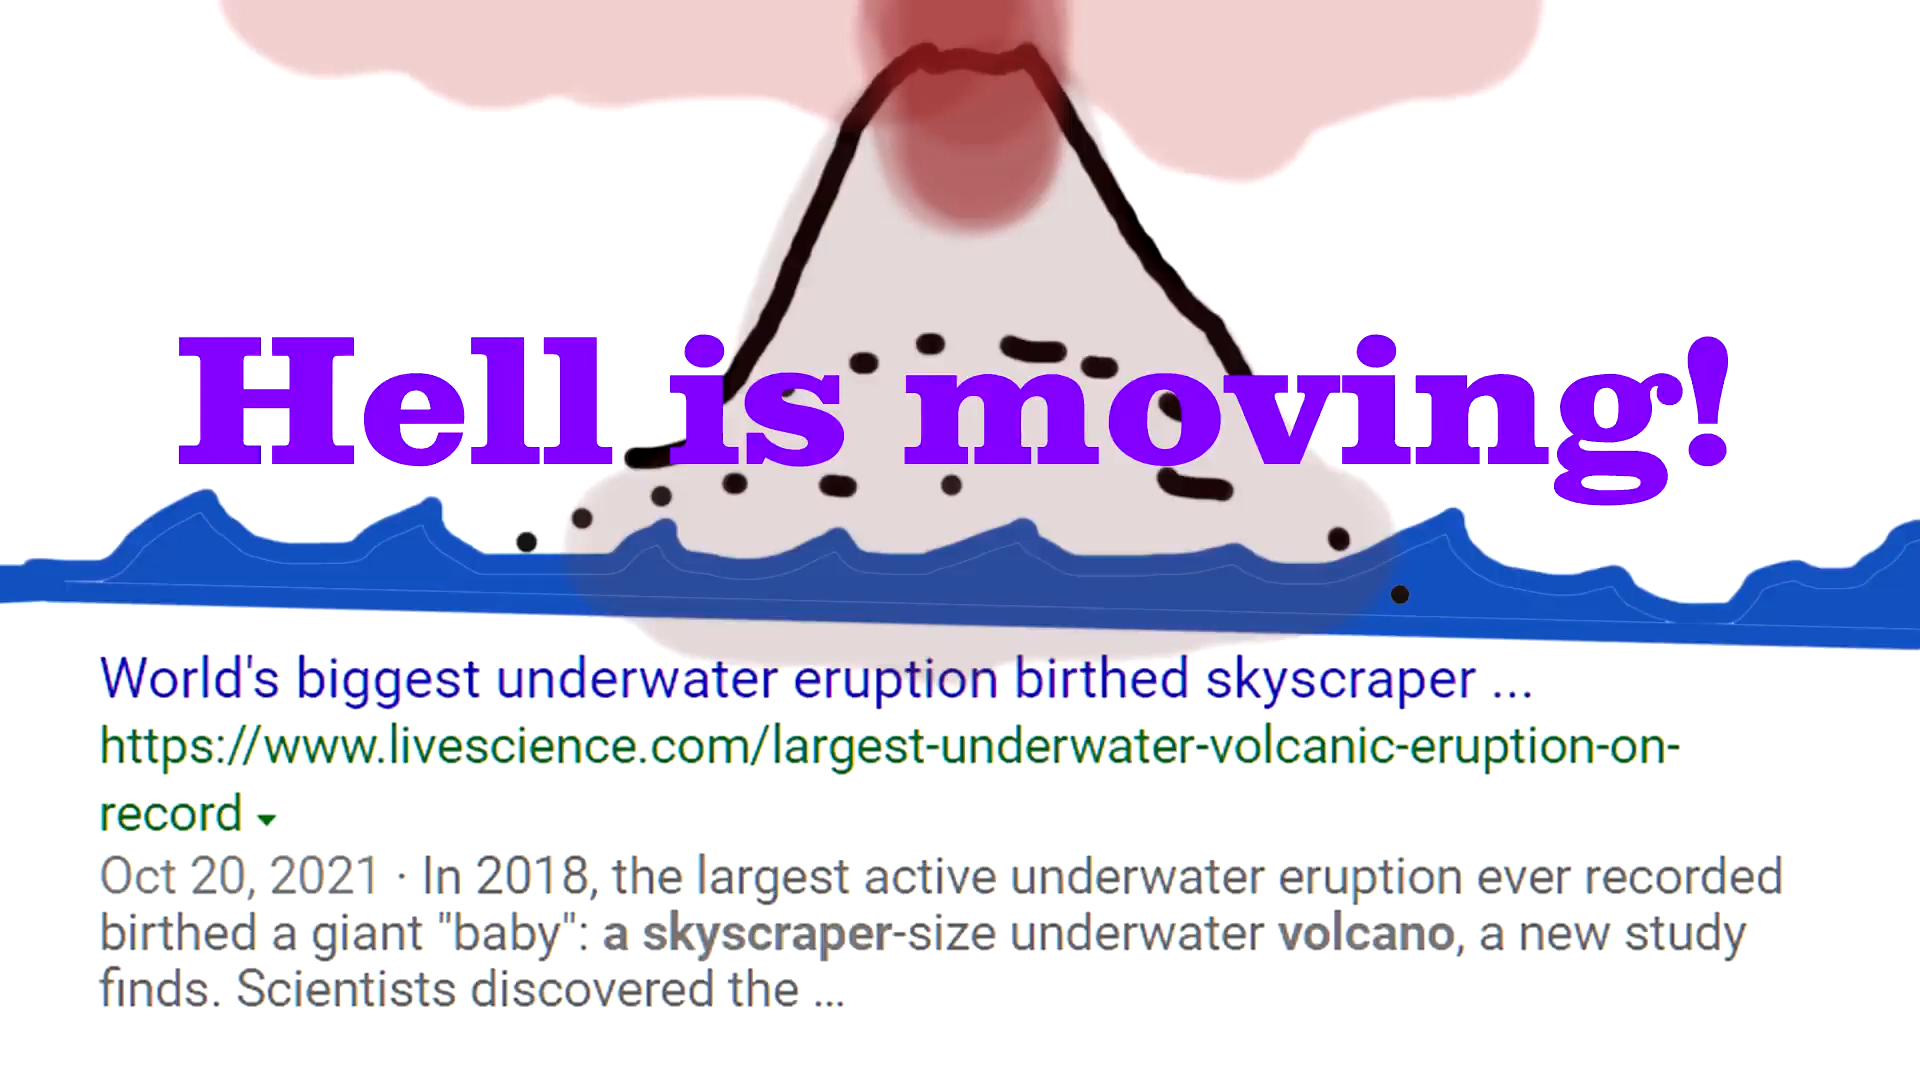 Hell is moving!
World's biggest underwater eruption birthed skyscraper ...
https://www.livescience.com/largest-underwater-volcanic-eruption-on-
record
Oct 20, 2021 · In 2018, the largest active underwater eruption ever recorded
birthed a giant "baby": a skyscraper-size underwater volcano, a new study
finds. Scientists discovered the ...